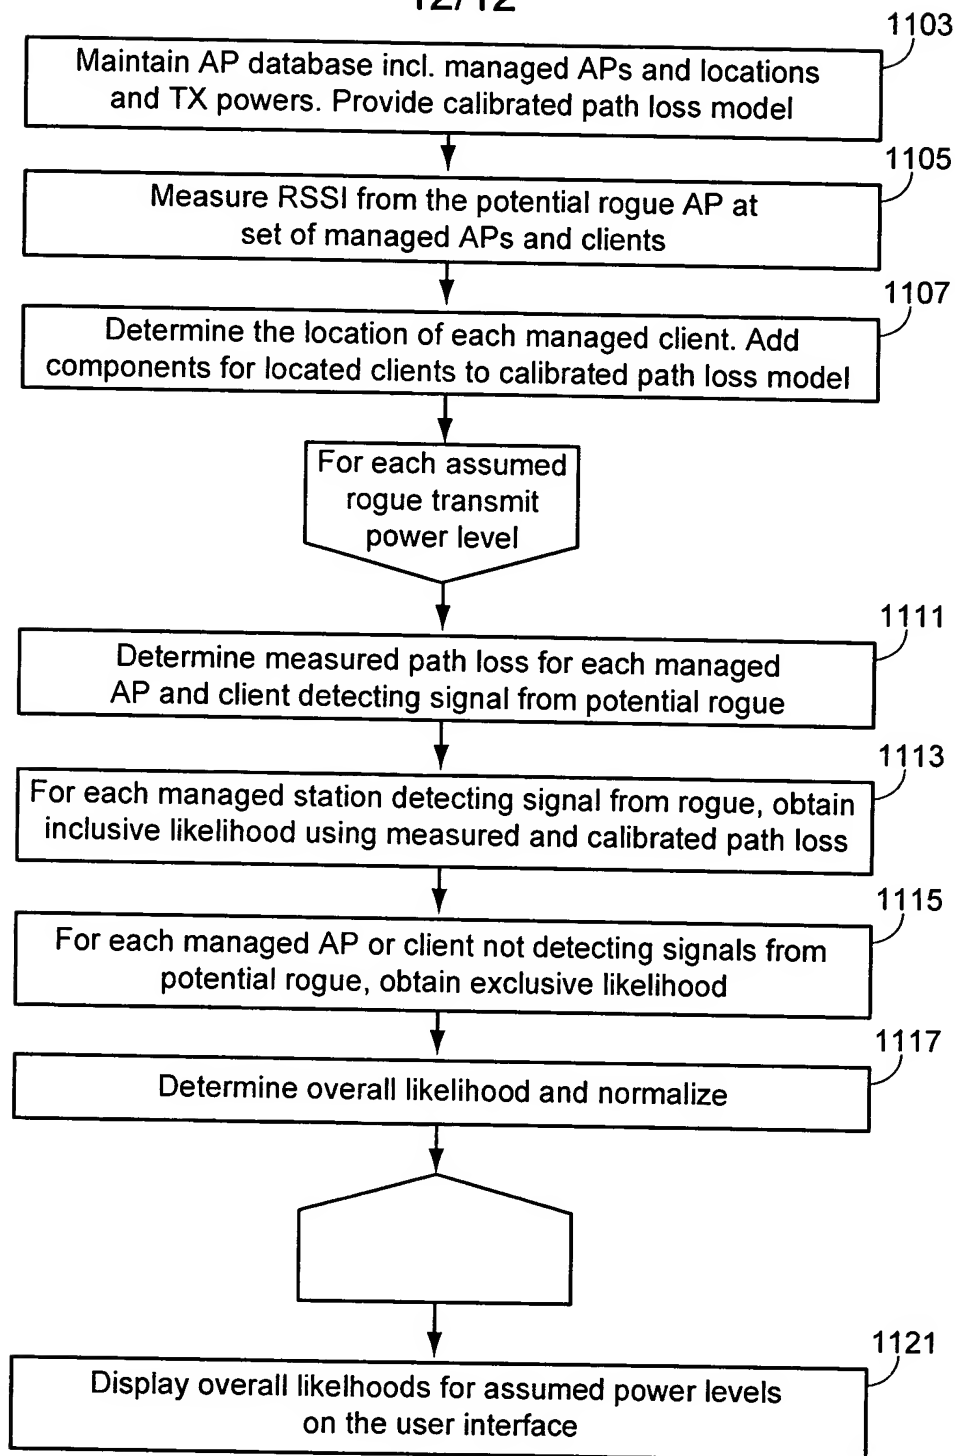 12/12
1103
Maintain AP database incl. managed APs and locations
and TX powers. Provide calibrated path loss model
1105
Measure RSSI from the potential rogue AP at
set of managed APs and clients
1107
Determine the location of each managed client. Add
components for located clients to calibrated path loss model
For each assumed
rogue transmit
power level
1111
Determine measured path loss for each managed
AP and client detecting signal from potential rogue
1113
For each managed station detecting signal from rogue, obtain
inclusive likelihood using measured and calibrated path loss
1115
For each managed AP or client not detecting signals from
potential rogue, obtain exclusive likelihood
1117
Determine overall likelihood and normalize
1121
Display overall likelhoods for assumed power levels
on the user interface